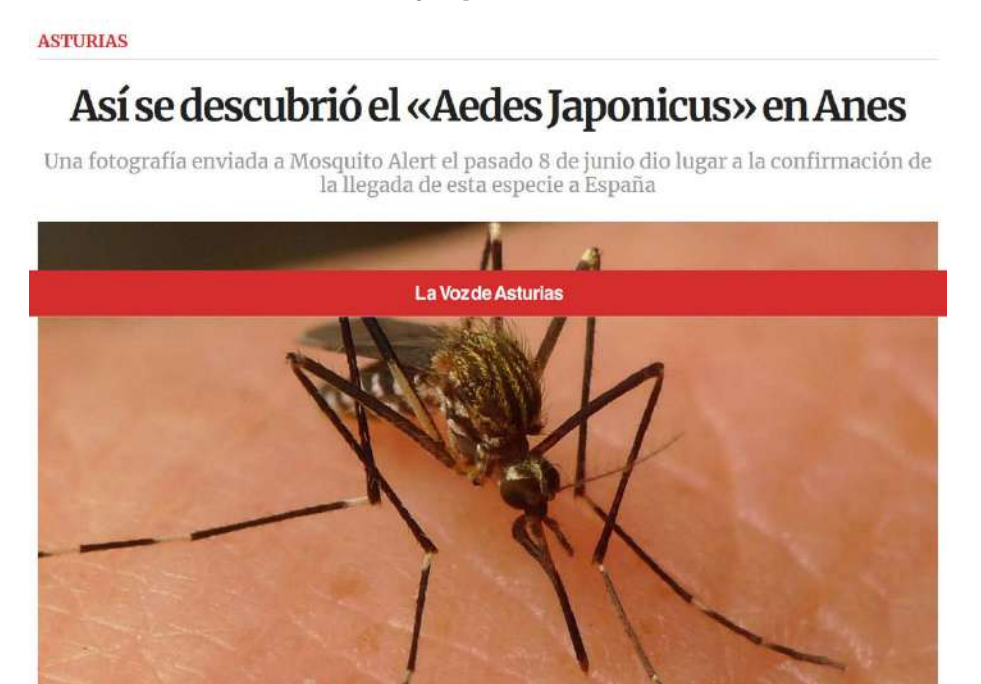 ASTURIAS
Así se descubrió el «Aedes Japonicus» en Anes
Una fotografía enviada a Mosquito Alert el pasado 8 de junio dio lugar a la confirmación de
la llegada de esta especie a España
La Voz de Asturias